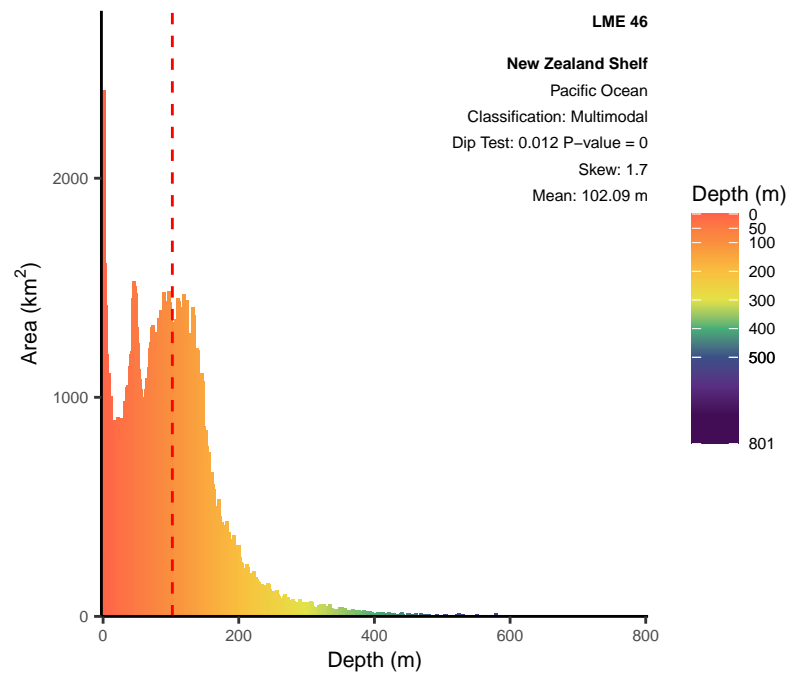 LME 46
New Zealand Shelf
Pacific Ocean
Classification: Multimodal
Dip Test: 0.012 P−value = 0
Skew: 1.7
Mean: 102.09 m
Area (km²)
2000
1000
0
0 200 400 600 800
Depth (m)
Depth (m)
0
50
100
200
300
400
500
801